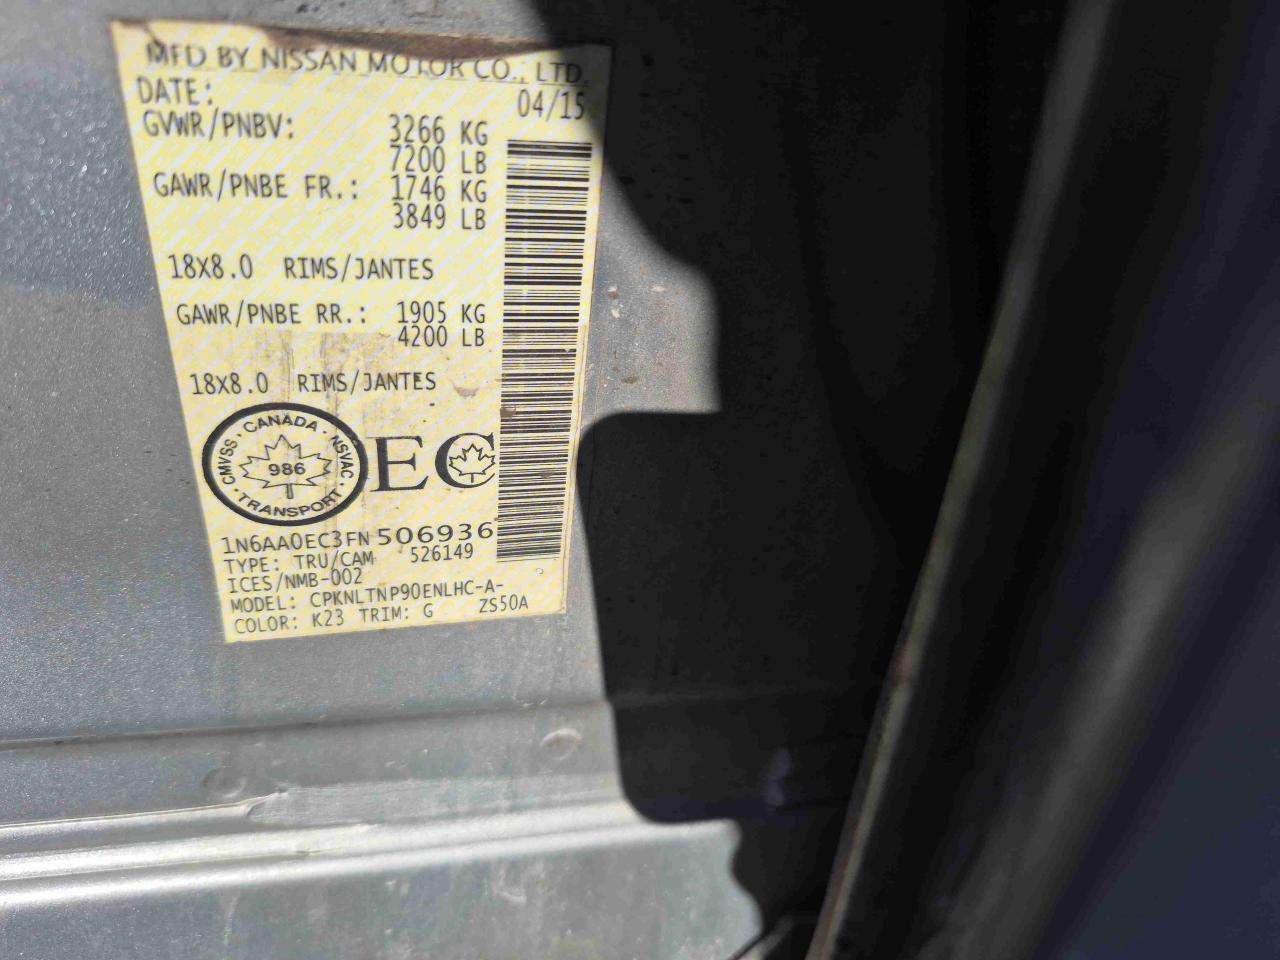 MFD BY NISSAN MOTOR CO., LTD.
DATE: 04/15
GVWR/PNBV: 3266 KG
7200 LB
GAWR/PNBE FR.: 1746 KG
3849 LB
18X8.0 RIMS/JANTES
GAWR/PNBE RR.: 1905 KG
4200 LB
18X8.0 RIMS/JANTES
CMVSS · CANADA · NSVAC · TRANSPORT ·
986
EC
1N6AA0EC3FN506936
TYPE: TRU/CAM 526149
ICES/NMB-002
MODEL: CPKNLTNP90ENLHC-A-
COLOR: K23 TRIM: G ZS50A